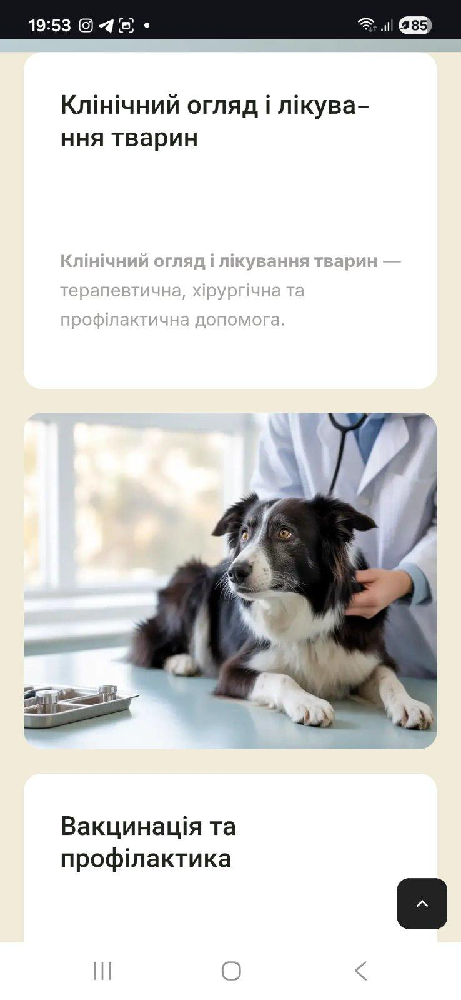 19:53
85
Клінічний огляд і лікува-
ння тварин
Клінічний огляд і лікування тварин —
терапевтична, хірургічна та
профілактична допомога.
Вакцинація та
профілактика